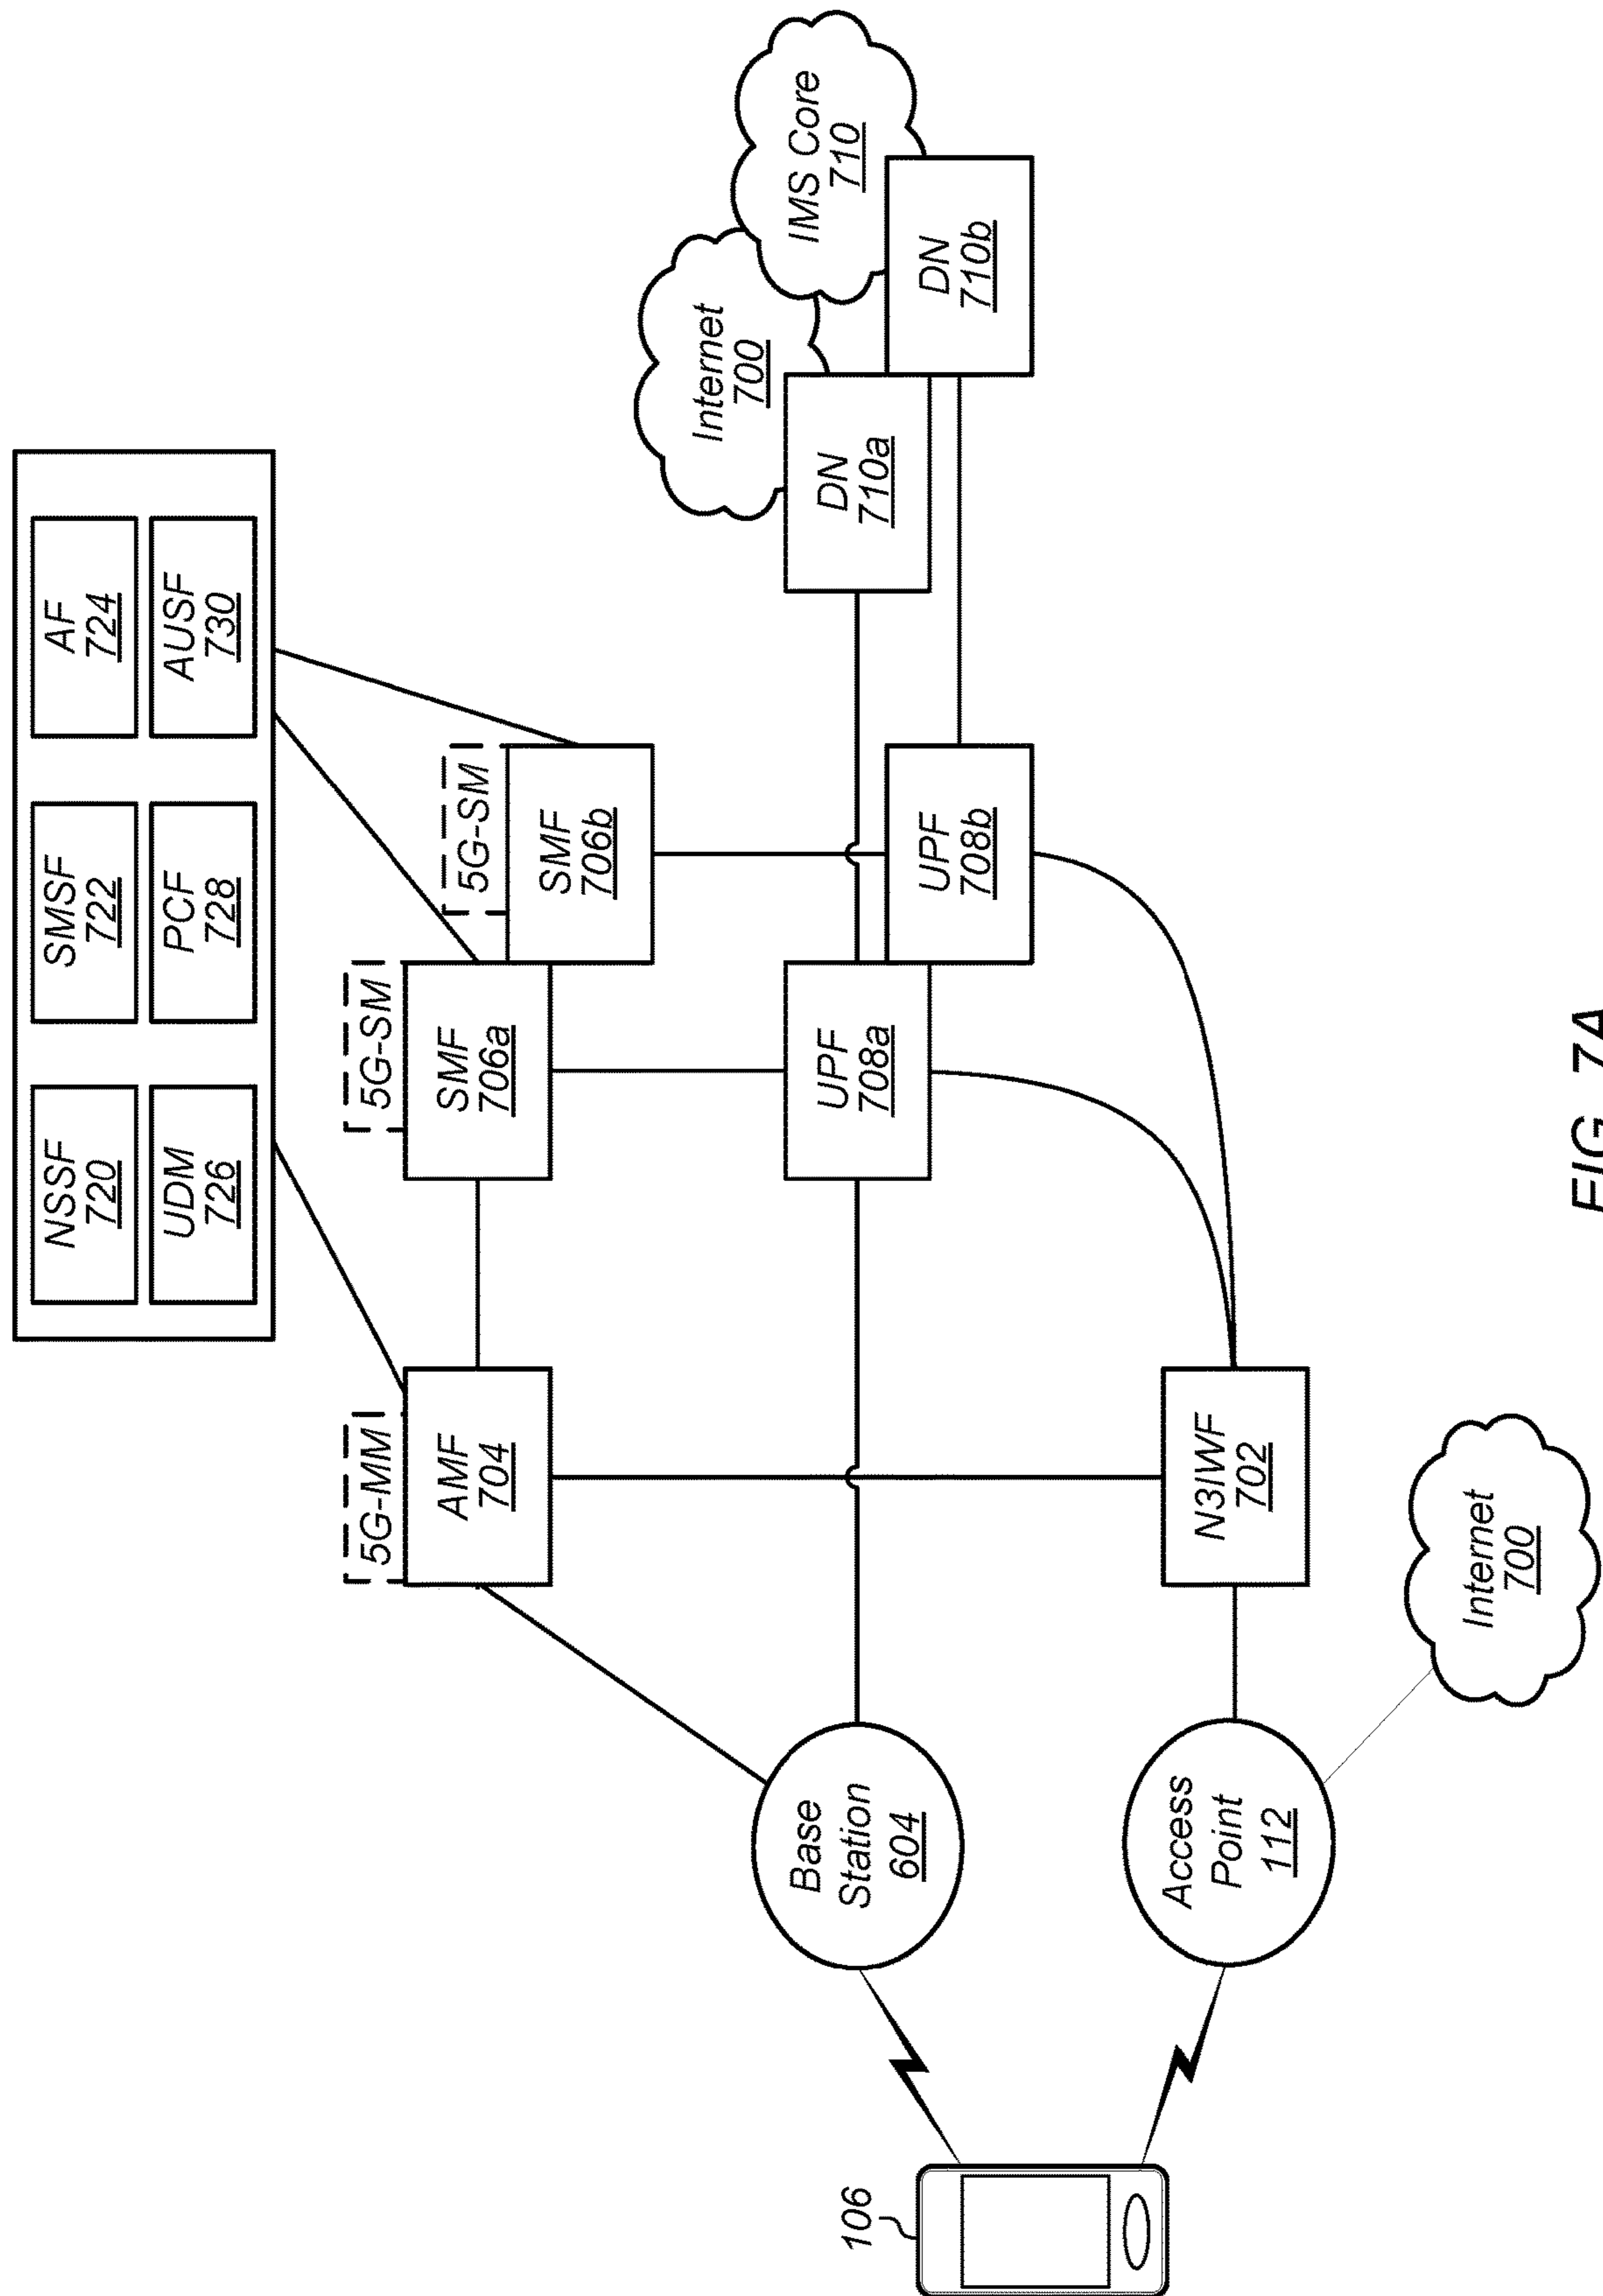 NSSF
720
SMSF
722
AF
724
UDM
726
PCF
728
AUSF
730
5G-MM
AMF
704
5G-SM
SMF
706a
5G-SM
SMF
706b
Internet
700
IMS Core
710
Base
Station
604
UPF
708a
UPF
708b
DN
710a
DN
710b
106
Access
Point
112
N3IWF
702
Internet
700
FIG. 7A